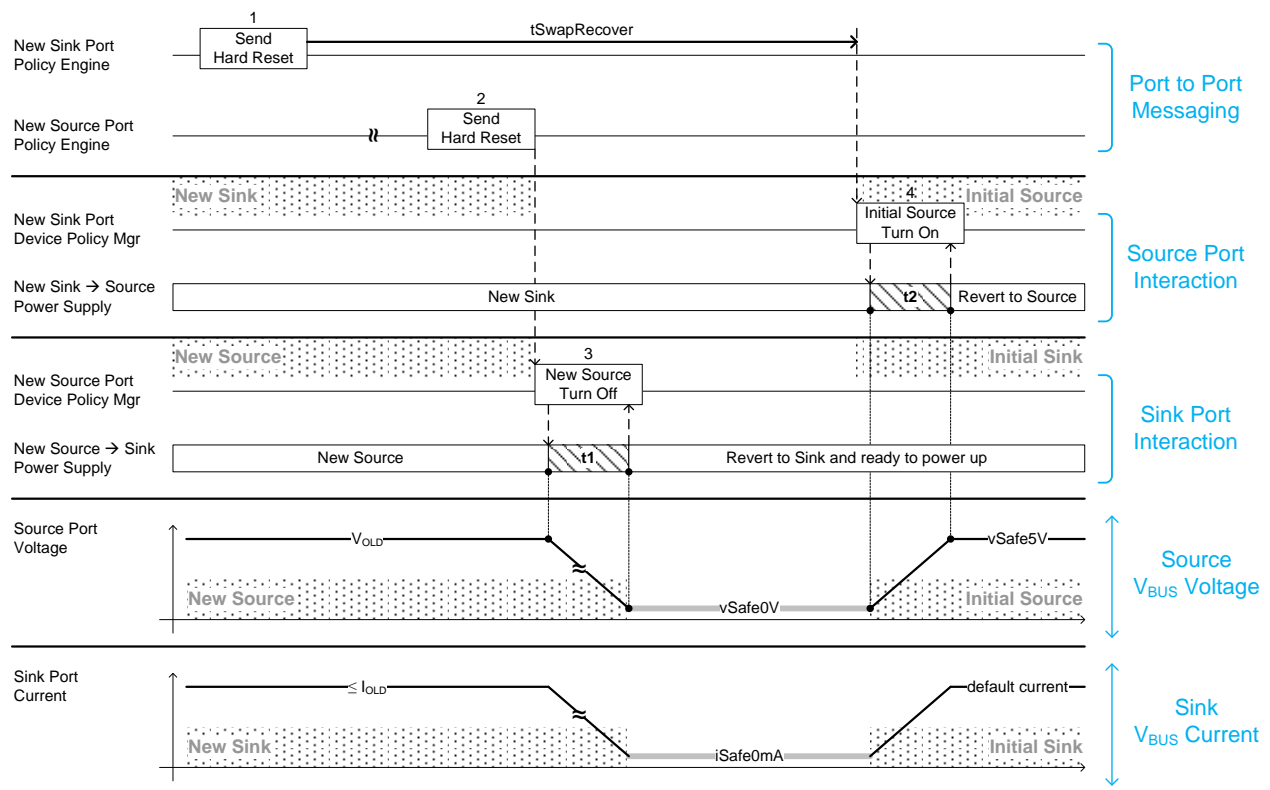 1
Send
Hard Reset
tSwapRecover
New Sink Port
Policy Engine
2
Send
Hard Reset
New Source Port
Policy Engine
Port to Port
Messaging
New Sink
4
Initial Source
New Sink Port
Device Policy Mgr
Initial Source
Turn On
New Sink → Source
Power Supply
New Sink
t2
Revert to Source
Source Port
Interaction
New Source
3
Initial Sink
New Source Port
Device Policy Mgr
New Source
Turn Off
New Source → Sink
Power Supply
New Source
t1
Revert to Sink and ready to power up
Sink Port
Interaction
Source Port
Voltage
VOLD
vSafe5V
New Source
vSafe0V
Initial Source
Source
VBUS Voltage
Sink Port
Current
≤ IOLD
default current
New Sink
iSafe0mA
Initial Sink
Sink
VBUS Current